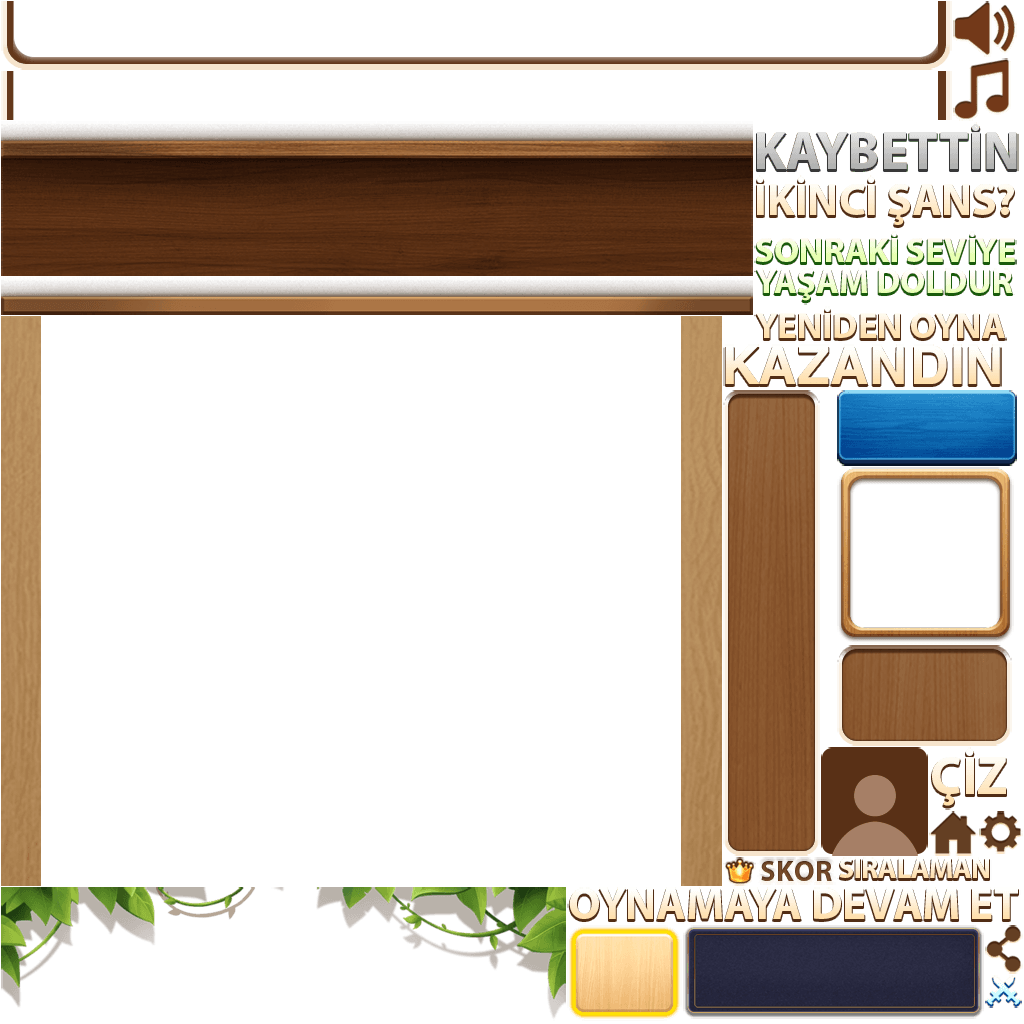 KAYBETTİN
İKİNCİ ŞANS?
SONRAKİ SEVİYE
YAŞAM DOLDUR
YENİDEN OYNA
KAZANDIN
ÇİZ
SKOR SIRALAMAN
OYNAMAYA DEVAM ET